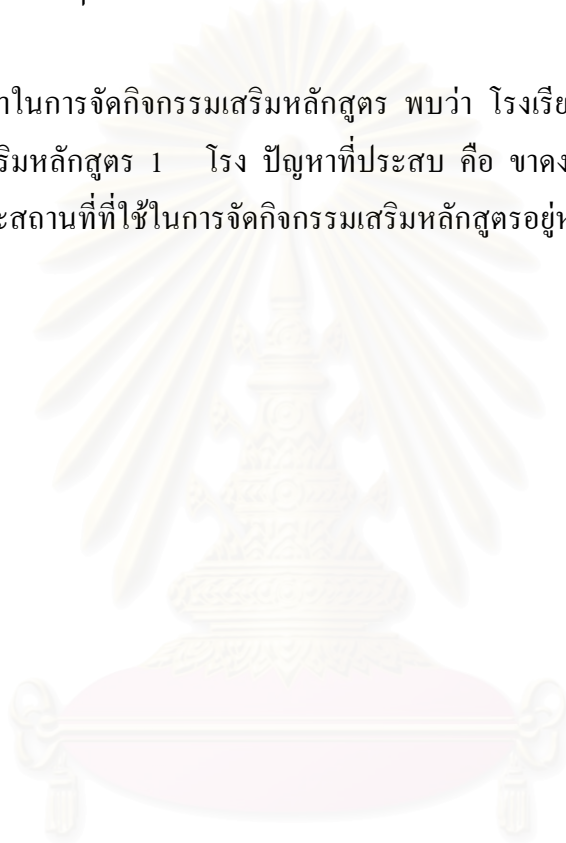 าในการจัดกิจกรรมเสริมหลักสูตร พบว่า โรงเรีย
ริมหลักสูตร 1 โรง ปัญหาที่ประสบ คือ ขาดง
ะสถานที่ที่ใช้ในการจัดกิจกรรมเสริมหลักสูตรอยู่ห